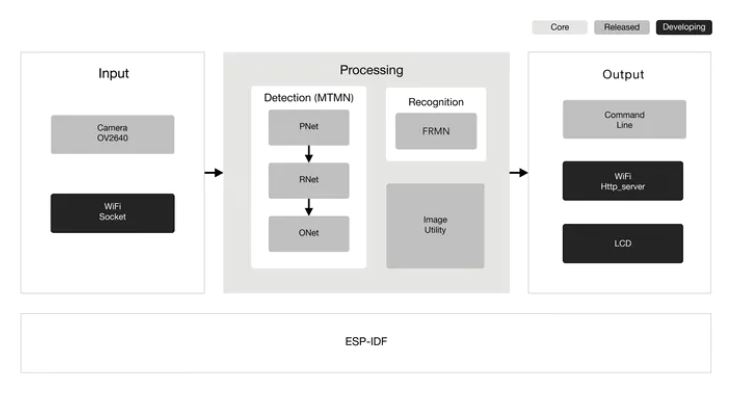 Core
Released
Developing
Input
Camera
OV2640
WiFi
Socket
Processing
Detection (MTMN)
PNet
RNet
ONet
Recognition
FRMN
Image
Utility
Output
Command
Line
WiFi
Http_server
LCD
ESP-IDF